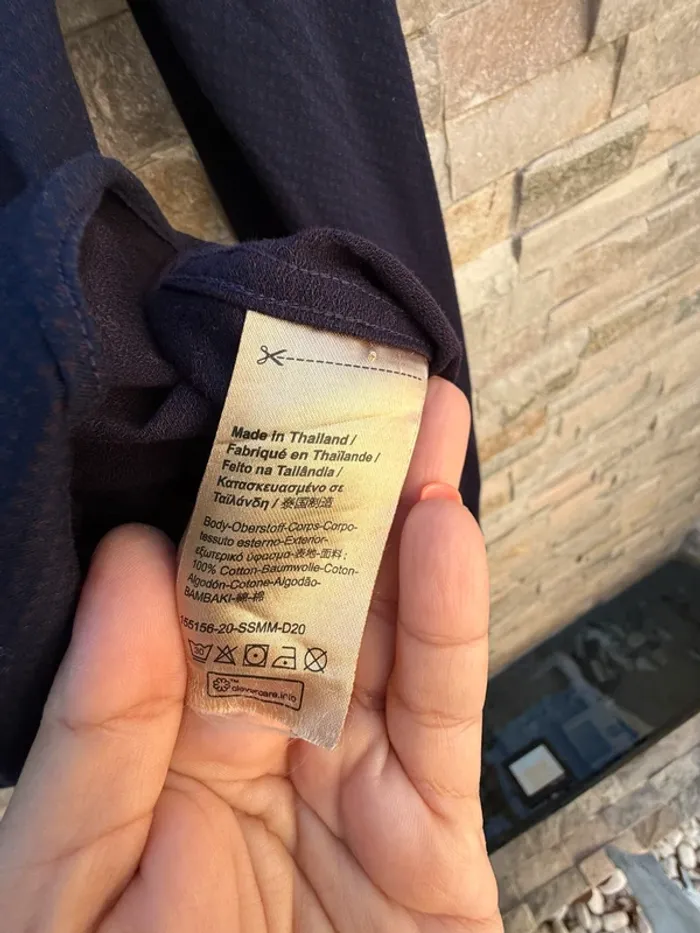 Made in Thailand /
Fabriqué en Thaïlande /
Feito na Tailândia /
Κατασκευασμένο σε
Ταϊλάνδη / 泰国制造
Body-Oberstoff-Corps-Corpo-
tessuto esterno-Exterior-
εξωτερικό ύφασμα-表地-面料:
100% Cotton-Baumwolle-Coton-
Algodón-Cotone-Algodão-
BAMBAKI-綿-棉
155156-20-SSMM-D20
30
clevercare.info